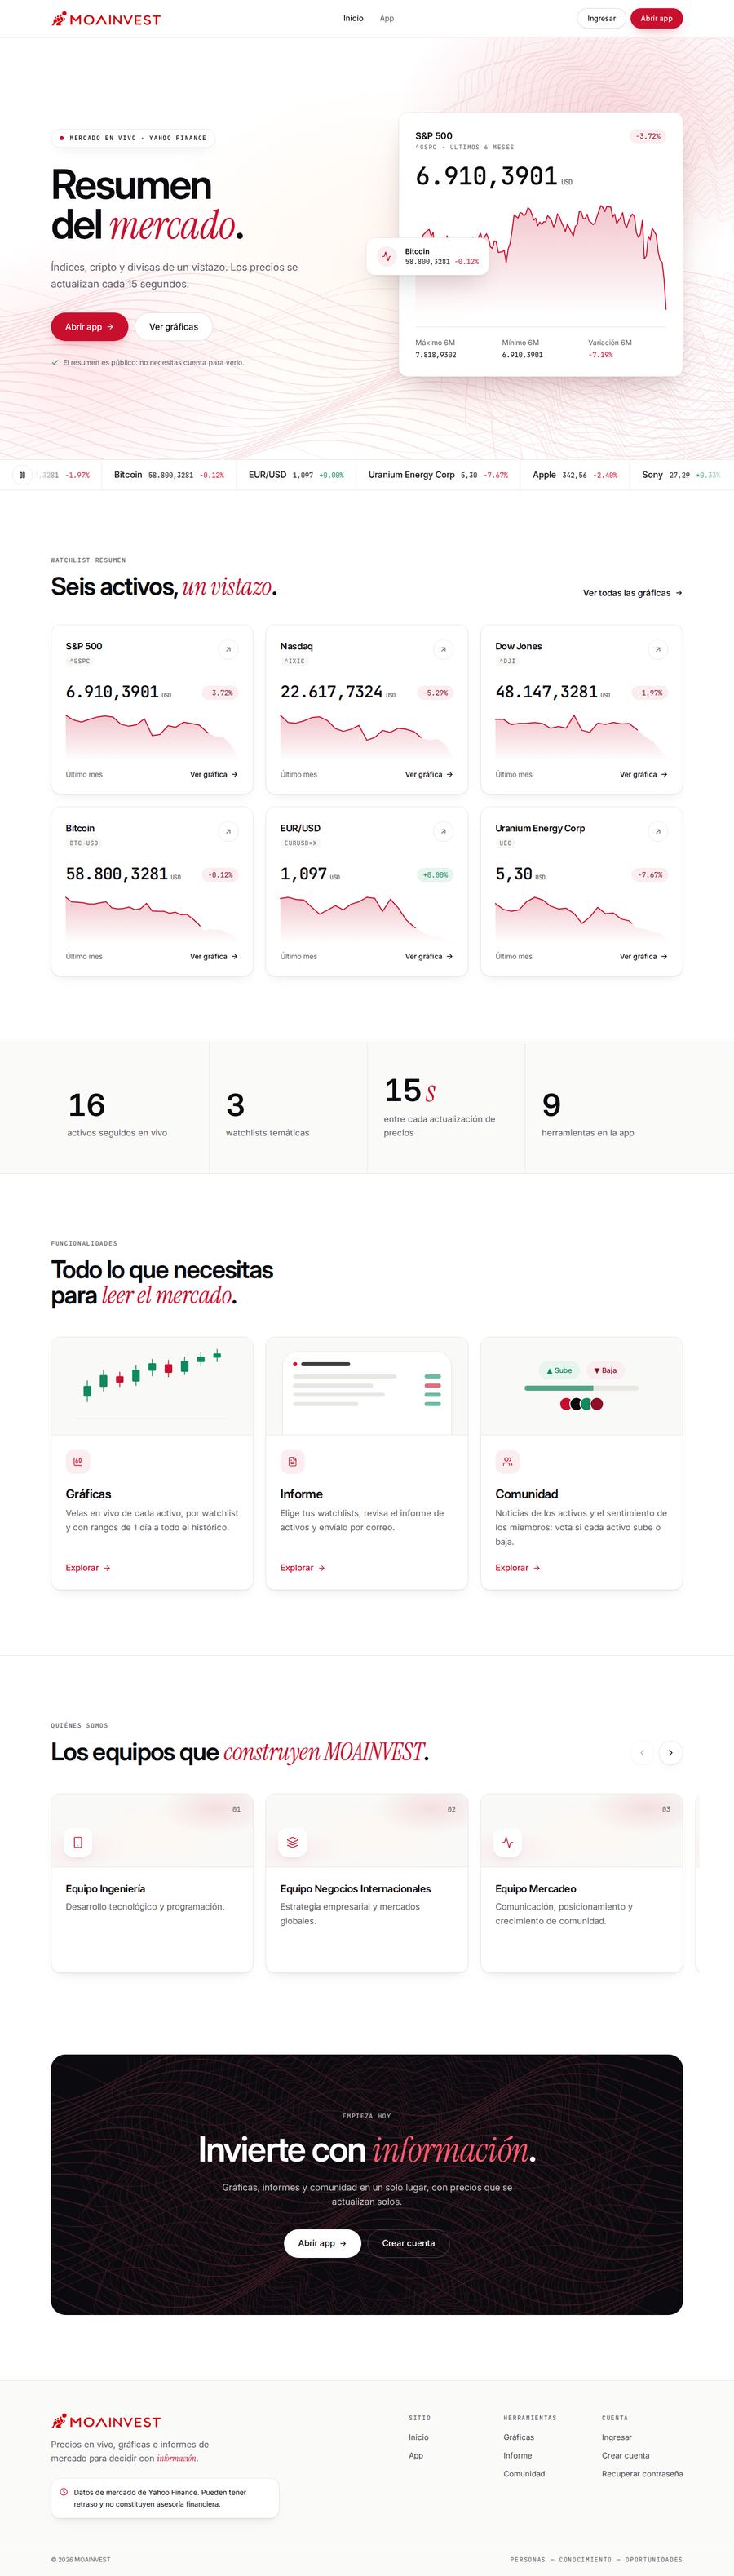 MOAINVEST
Inicio
App
Ingresar
Abrir app
MERCADO EN VIVO · YAHOO FINANCE
Resumen
del mercado.
Índices, cripto y divisas de un vistazo. Los precios se
actualizan cada 15 segundos.
Abrir app
Ver gráficas
El resumen es público: no necesitas cuenta para verlo.
S&P 500
-3.72%
^GSPC · ÚLTIMOS 6 MESES
6.910,3901 USD
Bitcoin
58.800,3281 -0.12%
Máximo 6M
7.818,9302
Mínimo 6M
6.910,3901
Variación 6M
-7.19%
,3281 -1.97%
Bitcoin 58.800,3281 -0.12%
EUR/USD 1,097 +0.00%
Uranium Energy Corp 5,30 -7.67%
Apple 342,56 -2.40%
Sony 27,29 +0.33%
WATCHLIST RESUMEN
Seis activos, un vistazo.
Ver todas las gráficas
S&P 500
^GSPC
6.910,3901 USD
-3.72%
Último mes
Ver gráfica
Nasdaq
^IXIC
22.617,7324 USD
-5.29%
Último mes
Ver gráfica
Dow Jones
^DJI
48.147,3281 USD
-1.97%
Último mes
Ver gráfica
Bitcoin
BTC-USD
58.800,3281 USD
-0.12%
Último mes
Ver gráfica
EUR/USD
EURUSD=X
1,097 USD
+0.00%
Último mes
Ver gráfica
Uranium Energy Corp
UEC
5,30 USD
-7.67%
Último mes
Ver gráfica
16
activos seguidos en vivo
3
watchlists temáticas
15 s
entre cada actualización de
precios
9
herramientas en la app
FUNCIONALIDADES
Todo lo que necesitas
para leer el mercado.
Gráficas
Velas en vivo de cada activo, por watchlist
y con rangos de 1 día a todo el histórico.
Explorar
Informe
Elige tus watchlists, revisa el informe de
activos y envíalo por correo.
Explorar
▲ Sube
▼ Baja
Comunidad
Noticias de los activos y el sentimiento de
los miembros: vota si cada activo sube o
baja.
Explorar
QUIÉNES SOMOS
Los equipos que construyen MOAINVEST.
01
Equipo Ingeniería
Desarrollo tecnológico y programación.
02
Equipo Negocios Internacionales
Estrategia empresarial y mercados
globales.
03
Equipo Mercadeo
Comunicación, posicionamiento y
crecimiento de comunidad.
EMPIEZA HOY
Invierte con información.
Gráficas, informes y comunidad en un solo lugar, con precios que se
actualizan solos.
Abrir app
Crear cuenta
MOAINVEST
Precios en vivo, gráficas e informes de
mercado para decidir con información.
Datos de mercado de Yahoo Finance. Pueden tener
retraso y no constituyen asesoría financiera.
SITIO
Inicio
App
HERRAMIENTAS
Gráficas
Informe
Comunidad
CUENTA
Ingresar
Crear cuenta
Recuperar contraseña
© 2026 MOAINVEST
PERSONAS — CONOCIMIENTO — OPORTUNIDADES